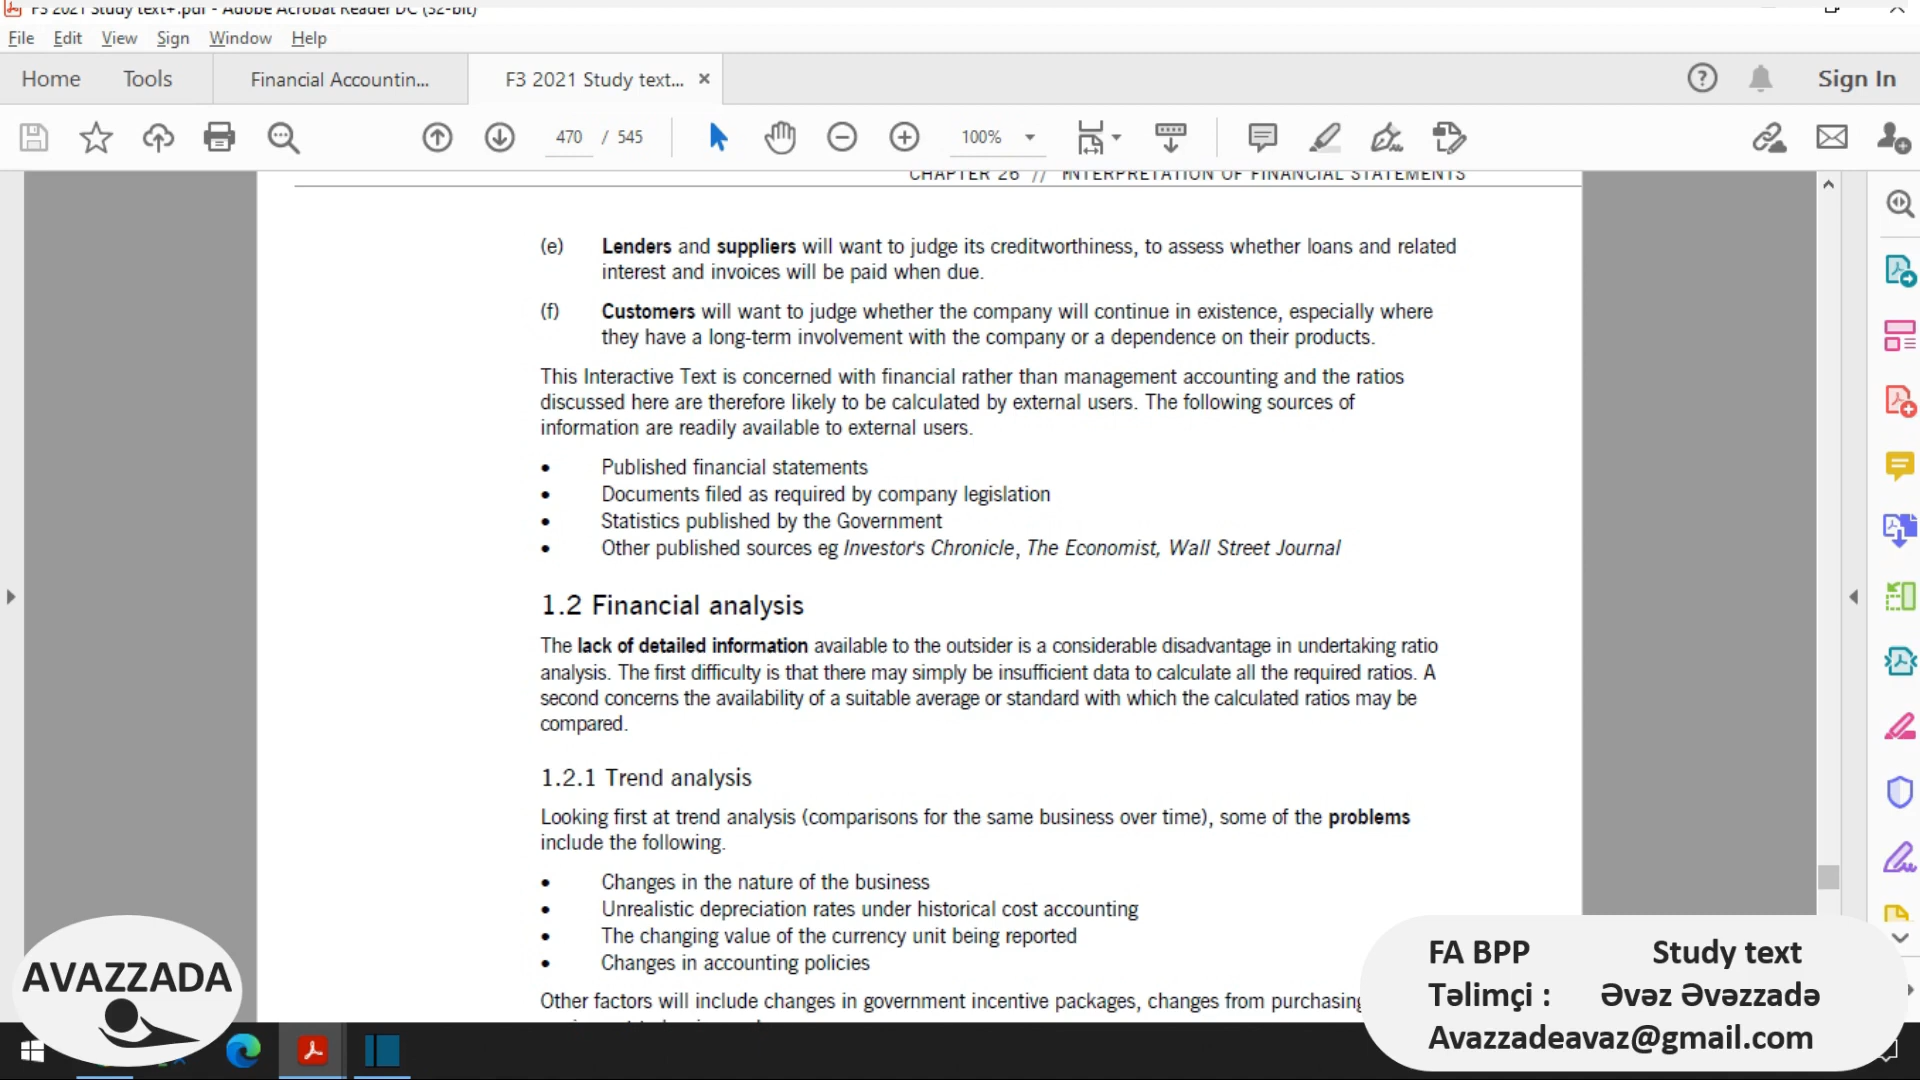 F3 2021 Study text+.pdf - Adobe Acrobat Reader DC (32-bit)
File Edit View Sign Window Help
Home Tools Financial Accountin... F3 2021 Study text... Sign In
470 / 545 100%
CHAPTER 26 // INTERPRETATION OF FINANCIAL STATEMENTS
(e) Lenders and suppliers will want to judge its creditworthiness, to assess whether loans and related
interest and invoices will be paid when due.
(f) Customers will want to judge whether the company will continue in existence, especially where
they have a long-term involvement with the company or a dependence on their products.
This Interactive Text is concerned with financial rather than management accounting and the ratios
discussed here are therefore likely to be calculated by external users. The following sources of
information are readily available to external users.
• Published financial statements
• Documents filed as required by company legislation
• Statistics published by the Government
• Other published sources eg Investor's Chronicle, The Economist, Wall Street Journal
1.2 Financial analysis
The lack of detailed information available to the outsider is a considerable disadvantage in undertaking ratio
analysis. The first difficulty is that there may simply be insufficient data to calculate all the required ratios. A
second concerns the availability of a suitable average or standard with which the calculated ratios may be
compared.
1.2.1 Trend analysis
Looking first at trend analysis (comparisons for the same business over time), some of the problems
include the following.
• Changes in the nature of the business
• Unrealistic depreciation rates under historical cost accounting
• The changing value of the currency unit being reported
• Changes in accounting policies
Other factors will include changes in government incentive packages, changes from purchasing
AVAZZADA
FA BPP Study text
Təlimçi : Əvəz Əvəzzadə
Avazzadeavaz@gmail.com